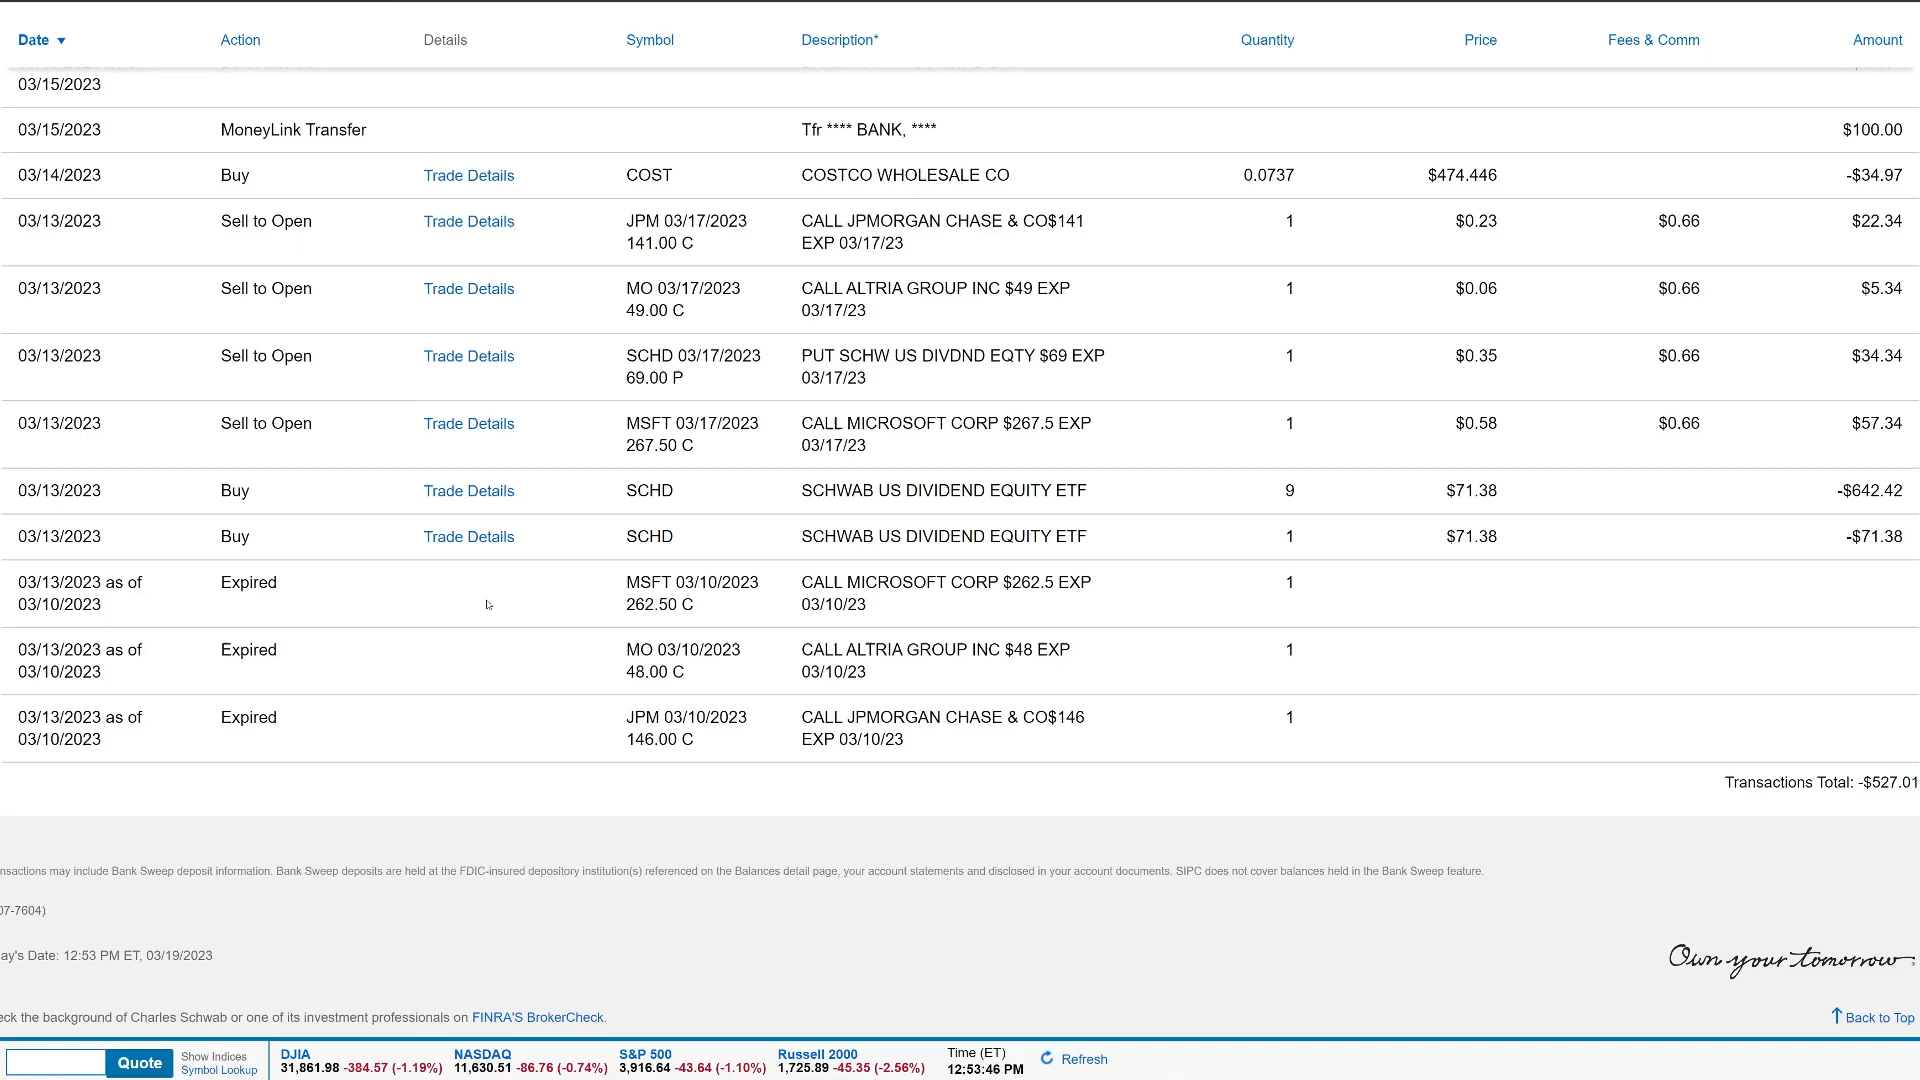 Date ▼ Action Details Symbol Description* Quantity Price Fees & Comm Amount
03/15/2023
03/15/2023 MoneyLink Transfer Tfr **** BANK, **** $100.00
03/14/2023 Buy Trade Details COST COSTCO WHOLESALE CO 0.0737 $474.446 -$34.97
03/13/2023 Sell to Open Trade Details JPM 03/17/2023 CALL JPMORGAN CHASE & CO$141 1 $0.23 $0.66 $22.34
141.00 C EXP 03/17/23
03/13/2023 Sell to Open Trade Details MO 03/17/2023 CALL ALTRIA GROUP INC $49 EXP 1 $0.06 $0.66 $5.34
49.00 C 03/17/23
03/13/2023 Sell to Open Trade Details SCHD 03/17/2023 PUT SCHW US DIVDND EQTY $69 EXP 1 $0.35 $0.66 $34.34
69.00 P 03/17/23
03/13/2023 Sell to Open Trade Details MSFT 03/17/2023 CALL MICROSOFT CORP $267.5 EXP 1 $0.58 $0.66 $57.34
267.50 C 03/17/23
03/13/2023 Buy Trade Details SCHD SCHWAB US DIVIDEND EQUITY ETF 9 $71.38 -$642.42
03/13/2023 Buy Trade Details SCHD SCHWAB US DIVIDEND EQUITY ETF 1 $71.38 -$71.38
03/13/2023 as of Expired MSFT 03/10/2023 CALL MICROSOFT CORP $262.5 EXP 1
03/10/2023 262.50 C 03/10/23
03/13/2023 as of Expired MO 03/10/2023 CALL ALTRIA GROUP INC $48 EXP 1
03/10/2023 48.00 C 03/10/23
03/13/2023 as of Expired JPM 03/10/2023 CALL JPMORGAN CHASE & CO$146 1
03/10/2023 146.00 C EXP 03/10/23
Transactions Total: -$527.01
nsactions may include Bank Sweep deposit information. Bank Sweep deposits are held at the FDIC-insured depository institution(s) referenced on the Balances detail page, your account statements and disclosed in your account documents. SIPC does not cover balances held in the Bank Sweep feature.
07-7604)
ay's Date: 12:53 PM ET, 03/19/2023
Own your tomorrow.
eck the background of Charles Schwab or one of its investment professionals on FINRA'S BrokerCheck.
Back to Top
Quote Show Indices DJIA NASDAQ S&P 500 Russell 2000 Time (ET) Refresh
Symbol Lookup 31,861.98 -384.57 (-1.19%) 11,630.51 -86.76 (-0.74%) 3,916.64 -43.64 (-1.10%) 1,725.89 -45.35 (-2.56%) 12:53:46 PM